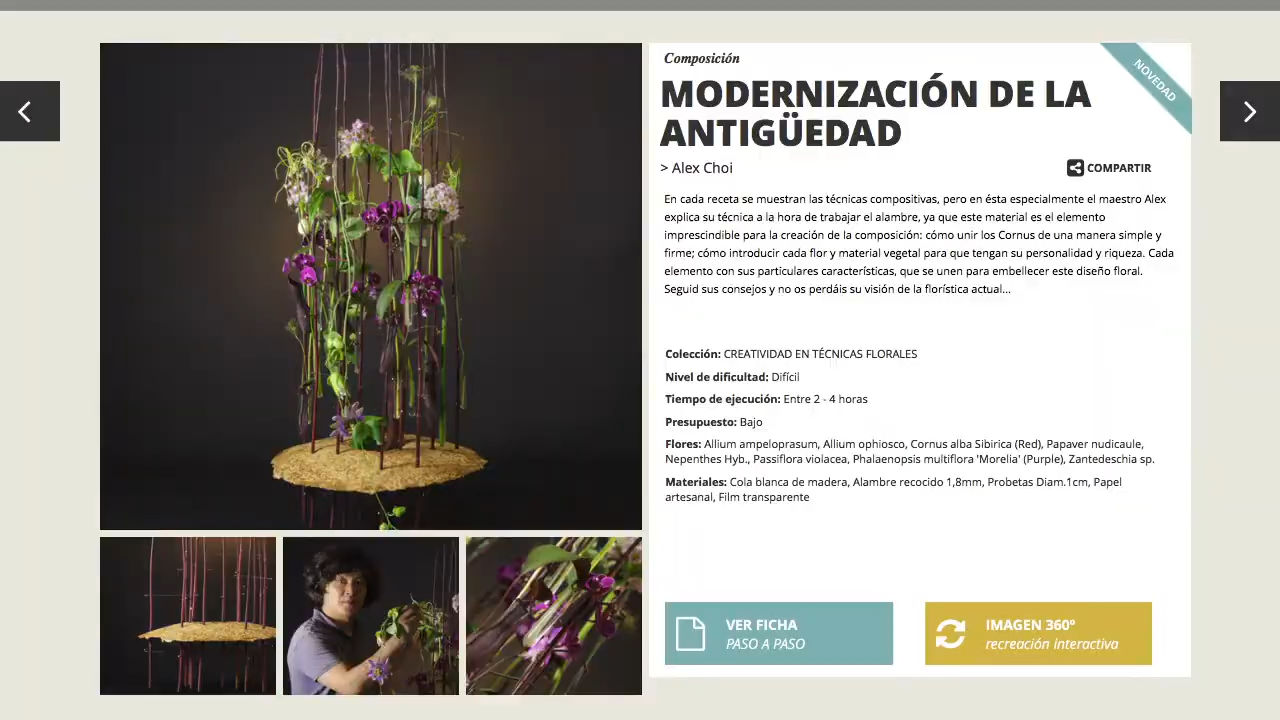 Composición
NOVEDAD
MODERNIZACIÓN DE LA
ANTIGÜEDAD
> Alex Choi
COMPARTIR
En cada receta se muestran las técnicas compositivas, pero en ésta especialmente el maestro Alex
explica su técnica a la hora de trabajar el alambre, ya que este material es el elemento
imprescindible para la creación de la composición: cómo unir los Cornus de una manera simple y
firme; cómo introducir cada flor y material vegetal para que tengan su personalidad y riqueza. Cada
elemento con sus particulares características, que se unen para embellecer este diseño floral.
Seguid sus consejos y no os perdáis su visión de la florística actual...
Colección: CREATIVIDAD EN TÉCNICAS FLORALES
Nivel de dificultad: Difícil
Tiempo de ejecución: Entre 2 - 4 horas
Presupuesto: Bajo
Flores: Allium ampeloprasum, Allium ophiosco, Cornus alba Sibirica (Red), Papaver nudicaule,
Nepenthes Hyb., Passiflora violacea, Phalaenopsis multiflora 'Morelia' (Purple), Zantedeschia sp.
Materiales: Cola blanca de madera, Alambre recocido 1,8mm, Probetas Diam.1cm, Papel
artesanal, Film transparente
VER FICHA
PASO A PASO
IMAGEN 360º
recreación interactiva